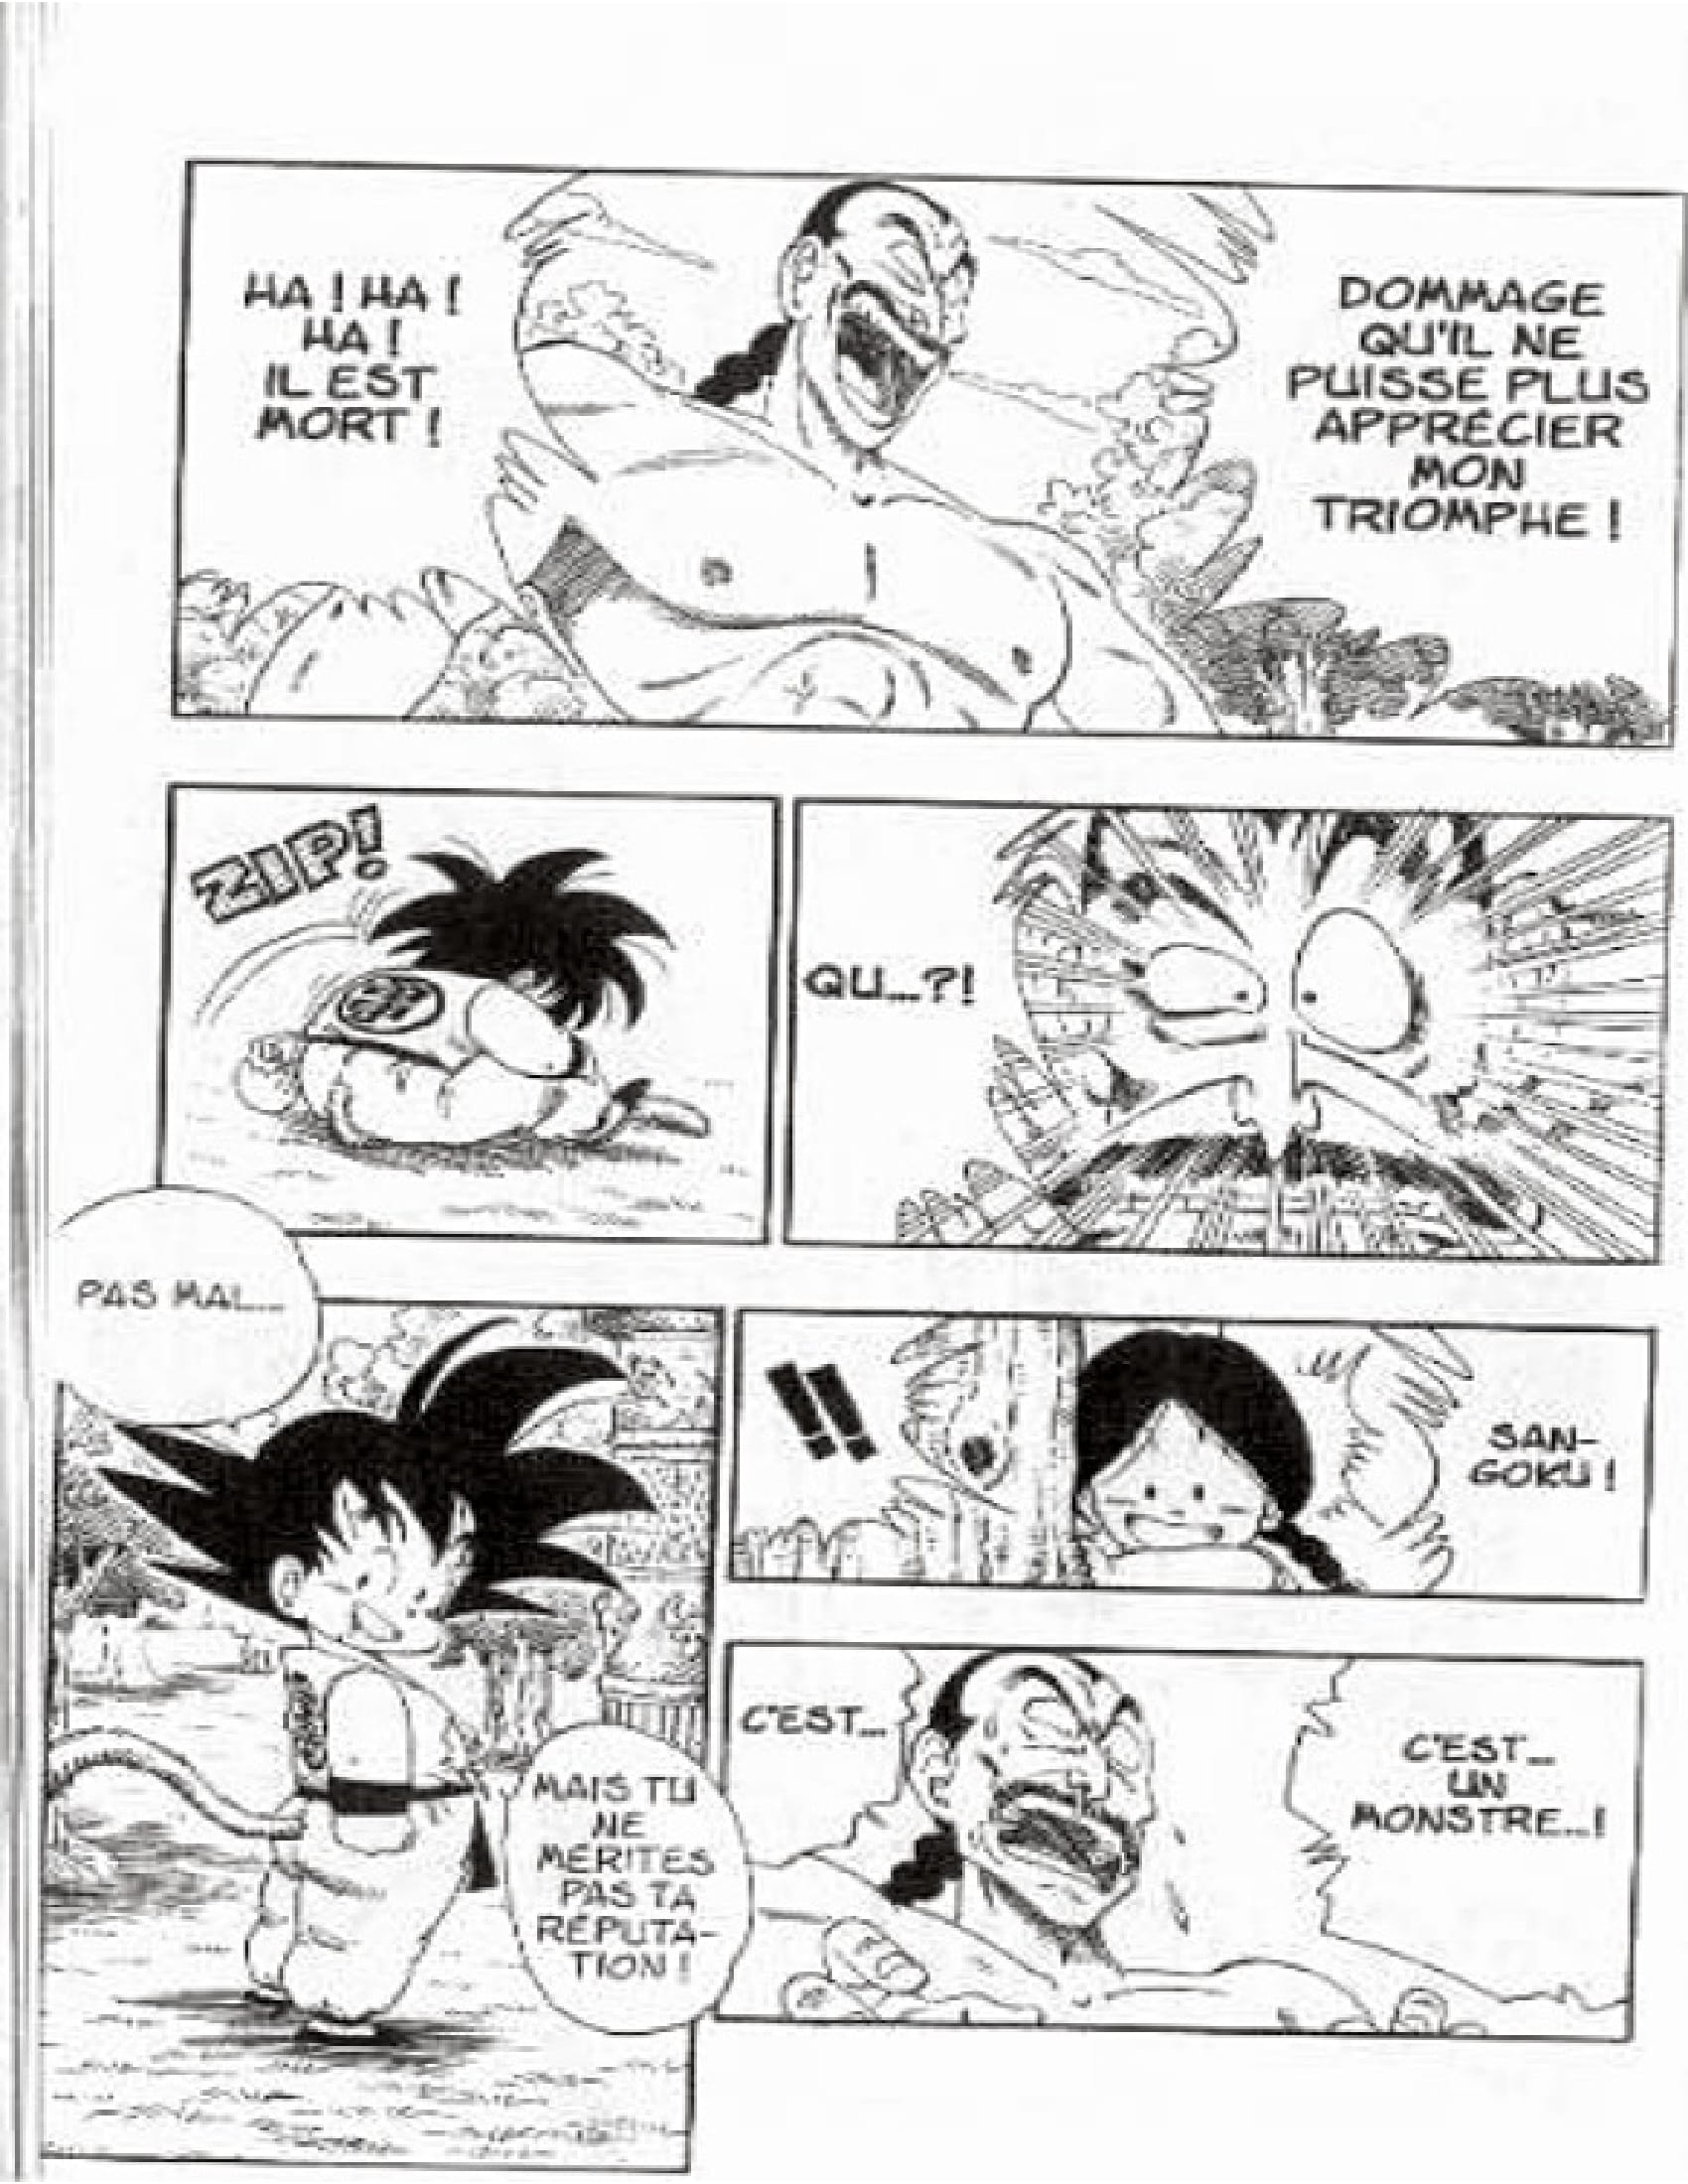 HA ! HA !
HA !
IL EST
MORT !
DOMMAGE
QU'IL NE
PUISSE PLUS
APPRÉCIER
MON
TRIOMPHE !
ZIP!
QU...?!
PAS MAL...
MAIS TU
NE
MÉRITES
PAS TA
RÉPUTA-
TION !
!!
SAN-
GOKU !
C'EST...
C'EST...
UN
MONSTRE...!